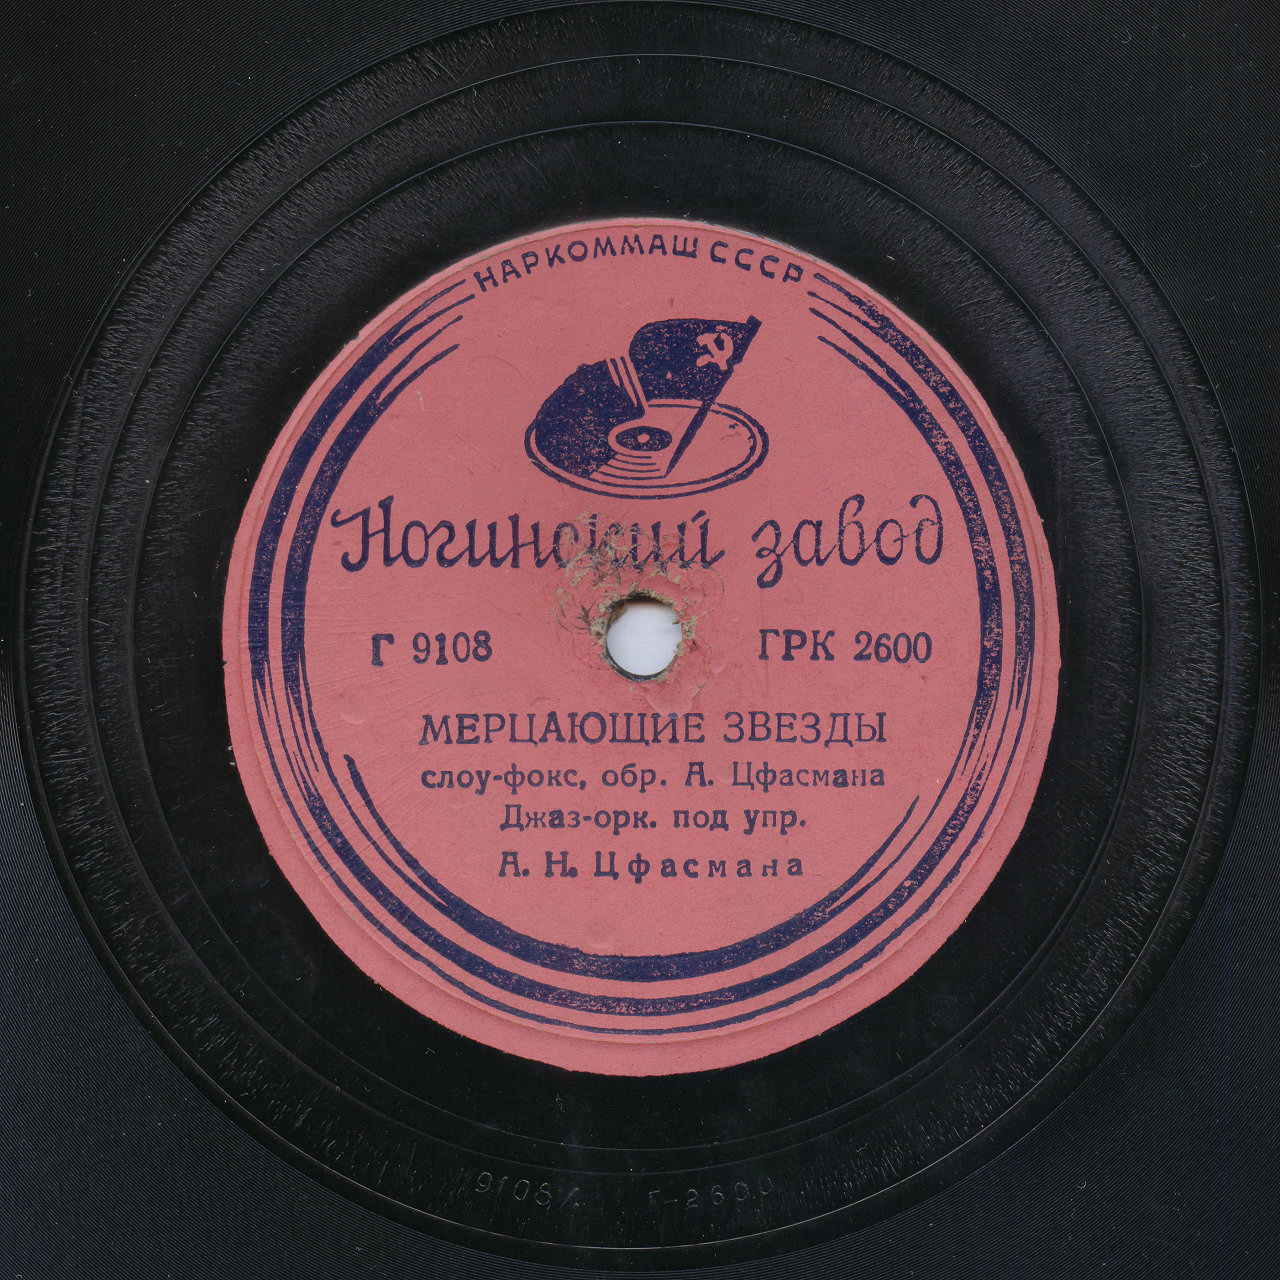 НАРКОММАШ СССР
Ногинский завод
Г 9108 ГРК 2600
МЕРЦАЮЩИЕ ЗВЕЗДЫ
слоу-фокс, обр. А. Цфасмана
Джаз-орк. под упр.
А. Н. Цфасмана
9108 Г-2600